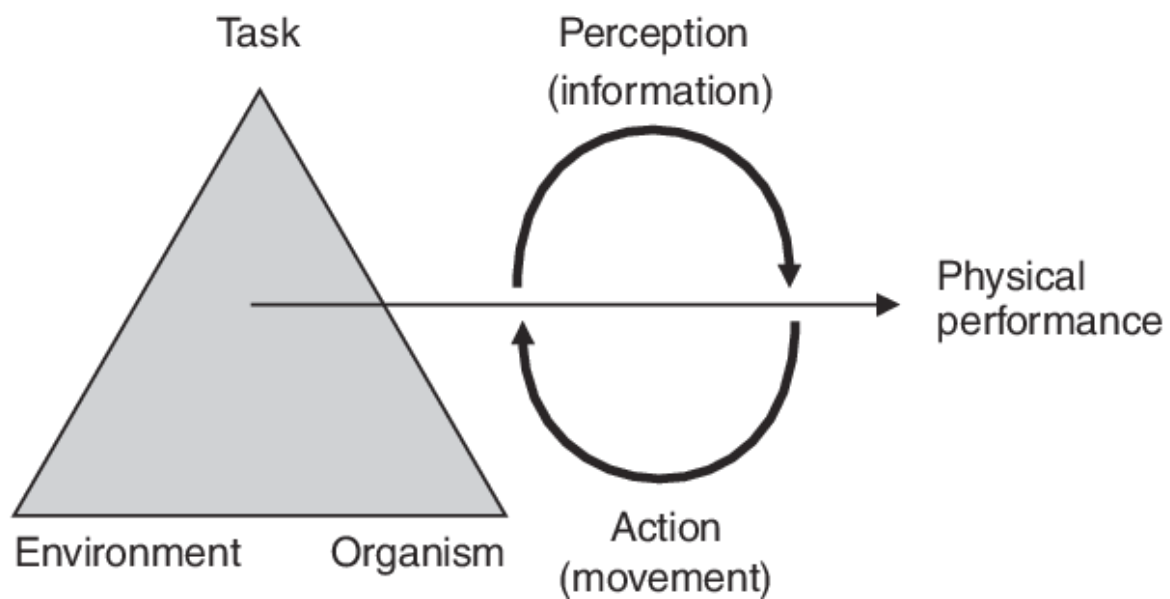 Task
Perception
(information)
Physical
performance
Environment
Organism
Action
(movement)